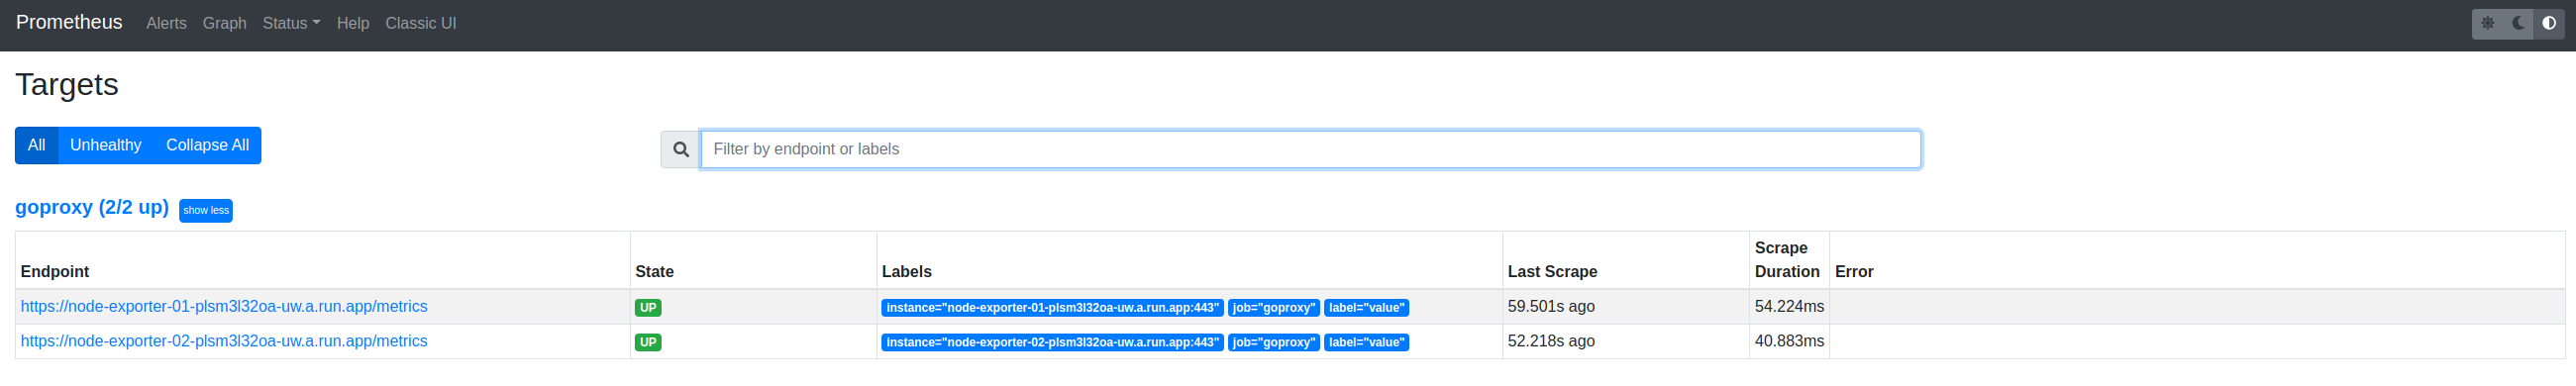 Prometheus Alerts Graph Status Help Classic UI
Targets
All Unhealthy Collapse All
Filter by endpoint or labels
goproxy (2/2 up) show less
Endpoint State Labels Last Scrape Scrape Duration Error
https://node-exporter-01-plsm3l32oa-uw.a.run.app/metrics UP instance="node-exporter-01-plsm3l32oa-uw.a.run.app:443" job="goproxy" label="value" 59.501s ago 54.224ms
https://node-exporter-02-plsm3l32oa-uw.a.run.app/metrics UP instance="node-exporter-02-plsm3l32oa-uw.a.run.app:443" job="goproxy" label="value" 52.218s ago 40.883ms